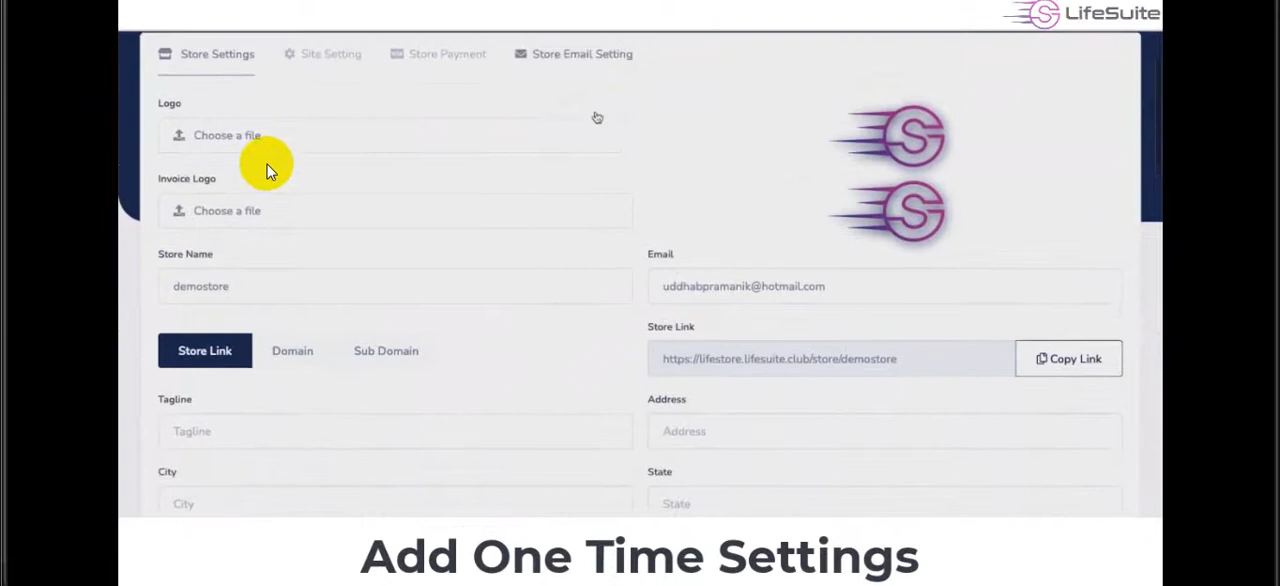 LifeSuite
Store Settings Site Setting Store Payment Store Email Setting
Logo
Choose a file
Invoice Logo
Choose a file
Store Name Email
demostore uddhabpramanik@hotmail.com
Store Link
Store Link Domain Sub Domain
https://lifestore.lifesuite.club/store/demostore Copy Link
Tagline Address
Tagline Address
City State
City State
Add One Time Settings